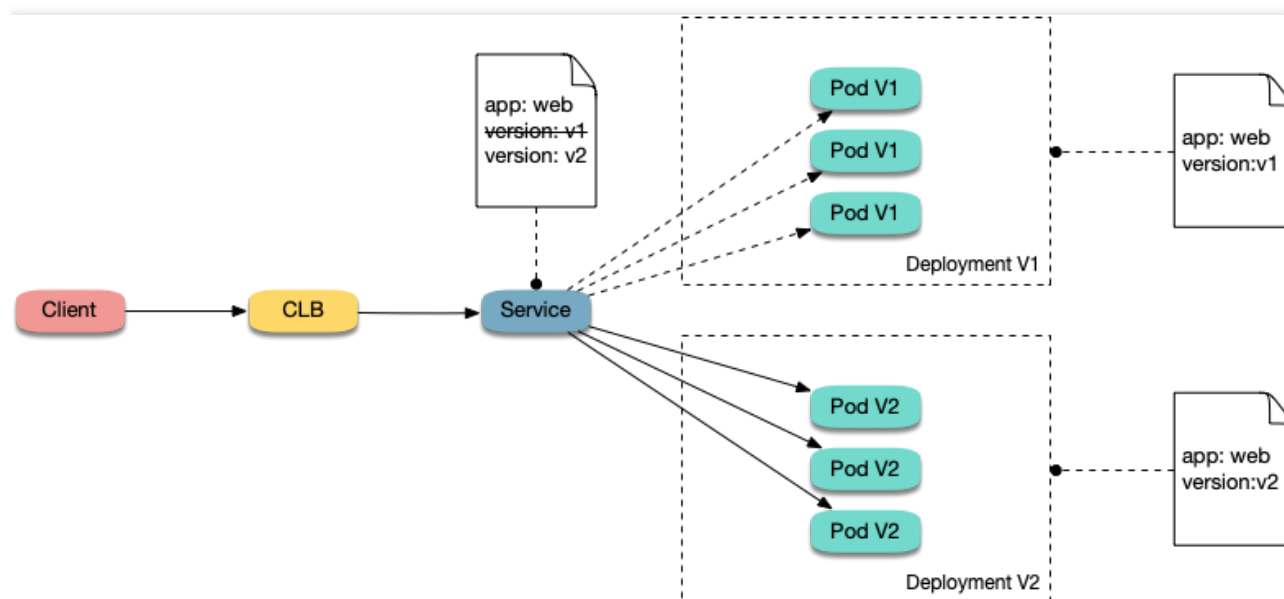 app: web
version: v1
version: v2
Pod V1
Pod V1
Pod V1
Deployment V1
app: web
version:v1
Client
CLB
Service
Pod V2
Pod V2
Pod V2
Deployment V2
app: web
version:v2